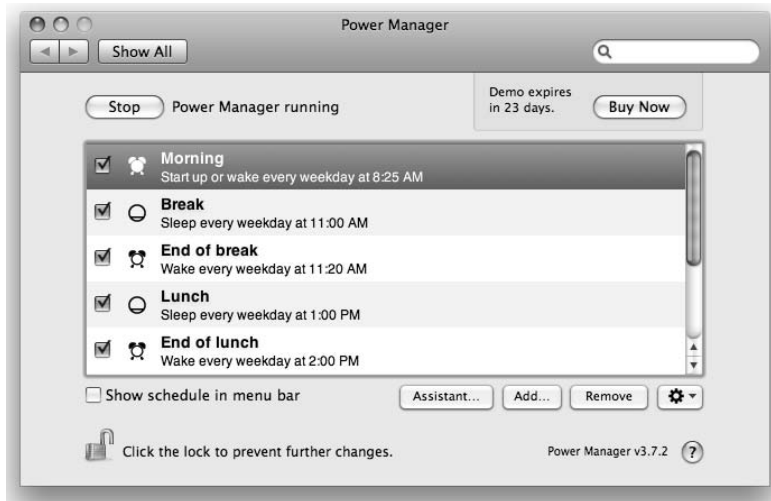 Power Manager
Show All
Stop Power Manager running
Demo expires
in 23 days.
Buy Now
Morning
Start up or wake every weekday at 8:25 AM
Break
Sleep every weekday at 11:00 AM
End of break
Wake every weekday at 11:20 AM
Lunch
Sleep every weekday at 1:00 PM
End of lunch
Wake every weekday at 2:00 PM
Show schedule in menu bar
Assistant... Add... Remove
Click the lock to prevent further changes.
Power Manager v3.7.2 ?